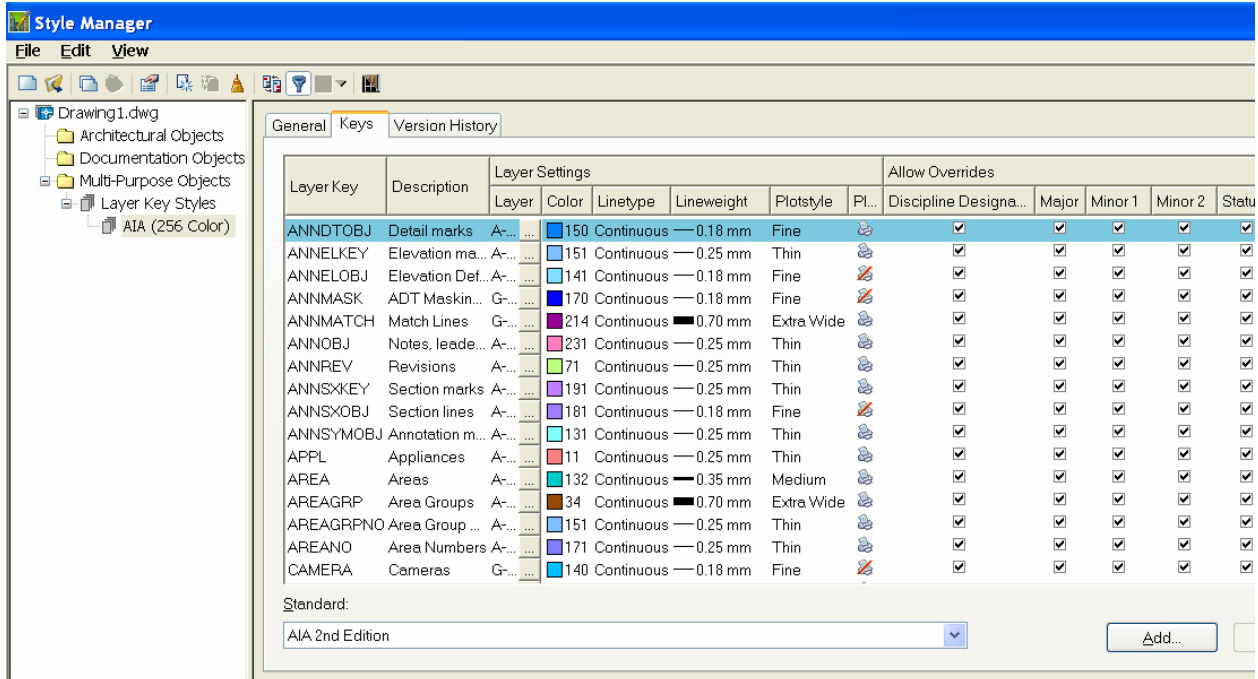 Style Manager
File Edit View
Drawing1.dwg
Architectural Objects
Documentation Objects
Multi-Purpose Objects
Layer Key Styles
AIA (256 Color)
General Keys Version History
Layer Key Description Layer Settings Allow Overrides
Layer Color Linetype Lineweight Plotstyle Pl... Discipline Designa... Major Minor 1 Minor 2 Statu
ANNDTOBJ Detail marks A-... ... 150 Continuous 0.18 mm Fine
ANNELKEY Elevation ma... A-... ... 151 Continuous 0.25 mm Thin
ANNELOBJ Elevation Def... A-... ... 141 Continuous 0.18 mm Fine
ANNMASK ADT Maskin... G-... ... 170 Continuous 0.18 mm Fine
ANNMATCH Match Lines G-... ... 214 Continuous 0.70 mm Extra Wide
ANNOBJ Notes, leade... A-... ... 231 Continuous 0.25 mm Thin
ANNREV Revisions A-... ... 71 Continuous 0.25 mm Thin
ANNSXKEY Section marks A-... ... 191 Continuous 0.25 mm Thin
ANNSXOBJ Section lines A-... ... 181 Continuous 0.18 mm Fine
ANNSYMOBJ Annotation m... A-... ... 131 Continuous 0.25 mm Thin
APPL Appliances A-... ... 11 Continuous 0.25 mm Thin
AREA Areas A-... ... 132 Continuous 0.35 mm Medium
AREAGRP Area Groups A-... ... 34 Continuous 0.70 mm Extra Wide
AREAGRPNO Area Group ... A-... ... 151 Continuous 0.25 mm Thin
AREANO Area Numbers A-... ... 171 Continuous 0.25 mm Thin
CAMERA Cameras G-... ... 140 Continuous 0.18 mm Fine
Standard:
AIA 2nd Edition
Add...